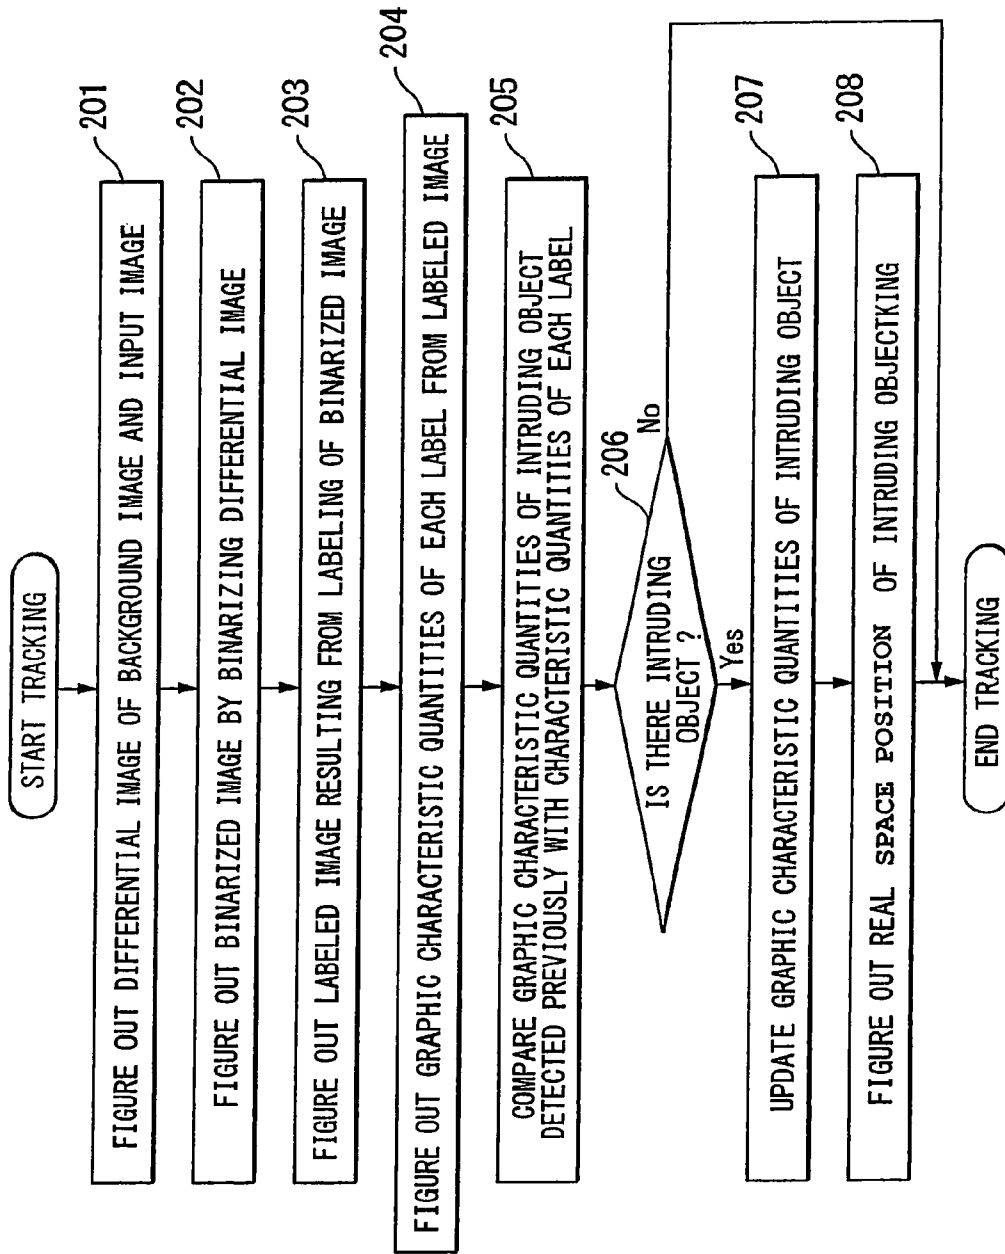 START TRACKING
201
FIGURE OUT DIFFERENTIAL IMAGE OF BACKGROUND IMAGE AND INPUT IMAGE
202
FIGURE OUT BINARIZED IMAGE BY BINARIZING DIFFERENTIAL IMAGE
203
FIGURE OUT LABELED IMAGE RESULTING FROM LABELING OF BINARIZED IMAGE
204
FIGURE OUT GRAPHIC CHARACTERISTIC QUANTITIES OF EACH LABEL FROM LABELED IMAGE
205
COMPARE GRAPHIC CHARACTERISTIC QUANTITIES OF INTRUDING OBJECT
DETECTED PREVIOUSLY WITH CHARACTERISTIC QUANTITIES OF EACH LABEL
206
IS THERE INTRUDING
OBJECT ?
No
Yes
207
UPDATE GRAPHIC CHARACTERISTIC QUANTITIES OF INTRUDING OBJECT
208
FIGURE OUT REAL SPACE POSITION OF INTRUDING OBJECTKING
END TRACKING